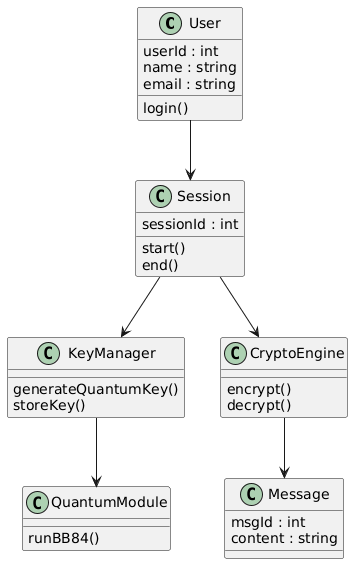 C User
userId : int
name : string
email : string
login()
C Session
sessionId : int
start()
end()
C KeyManager
generateQuantumKey()
storeKey()
C CryptoEngine
encrypt()
decrypt()
C QuantumModule
runBB84()
C Message
msgId : int
content : string